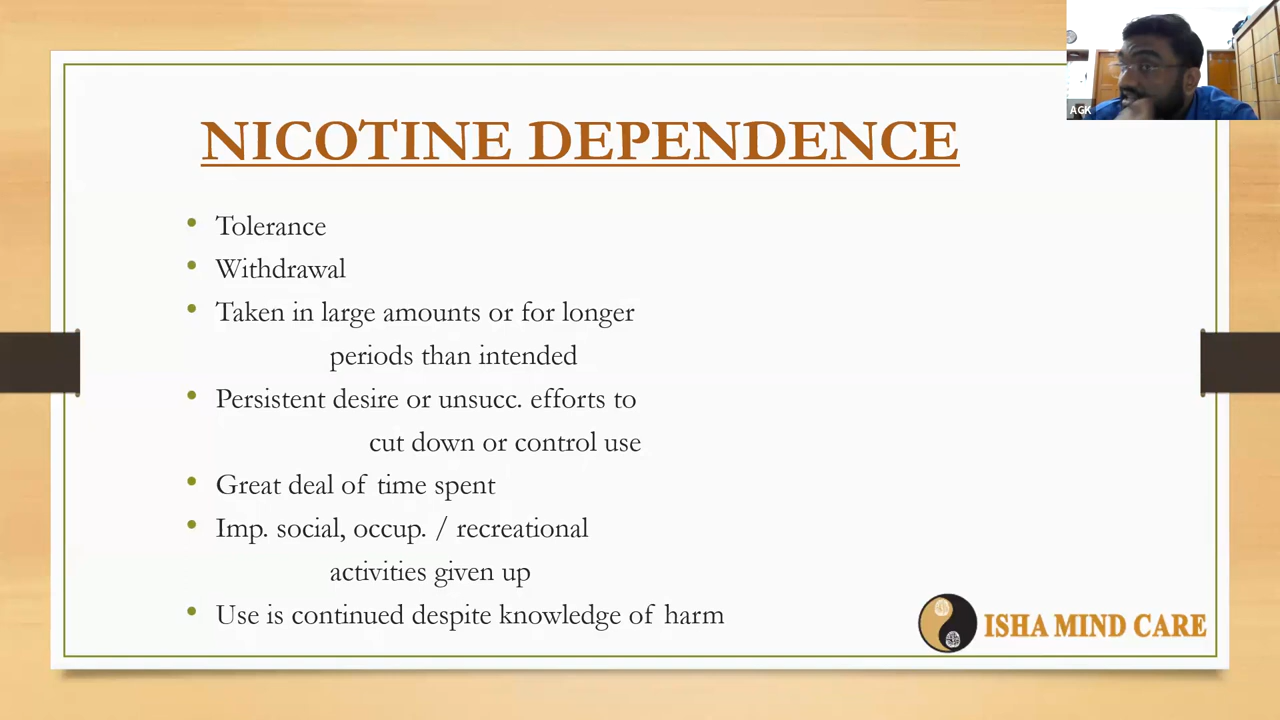 AGK
NICOTINE DEPENDENCE
• Tolerance
• Withdrawal
• Taken in large amounts or for longer
periods than intended
• Persistent desire or unsucc. efforts to
cut down or control use
• Great deal of time spent
• Imp. social, occup. / recreational
activities given up
• Use is continued despite knowledge of harm
ISHA MIND CARE